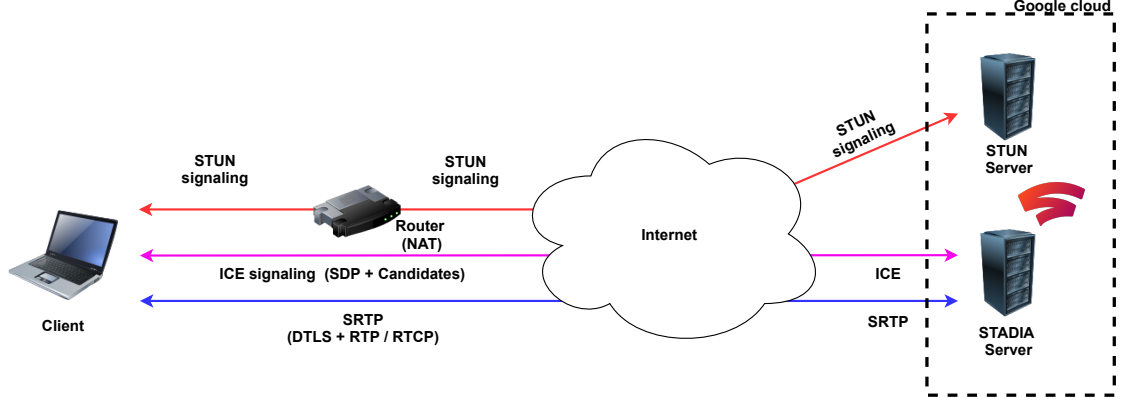 Google cloud
STUN
signaling
STUN
Server
STUN
signaling
STUN
signaling
Router
(NAT)
Internet
ICE signaling (SDP + Candidates)
ICE
Client
SRTP
(DTLS + RTP / RTCP)
SRTP
STADIA
Server